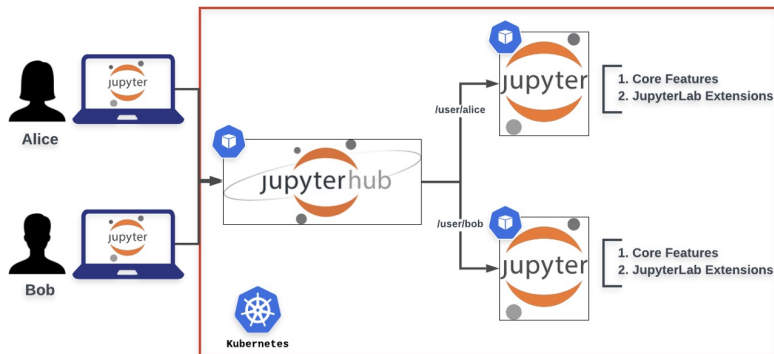 jupyter
Alice
jupyter
Bob
jupyterhub
Kubernetes
/user/alice
/user/bob
jupyter
1. Core Features
2. JupyterLab Extensions
jupyter
1. Core Features
2. JupyterLab Extensions